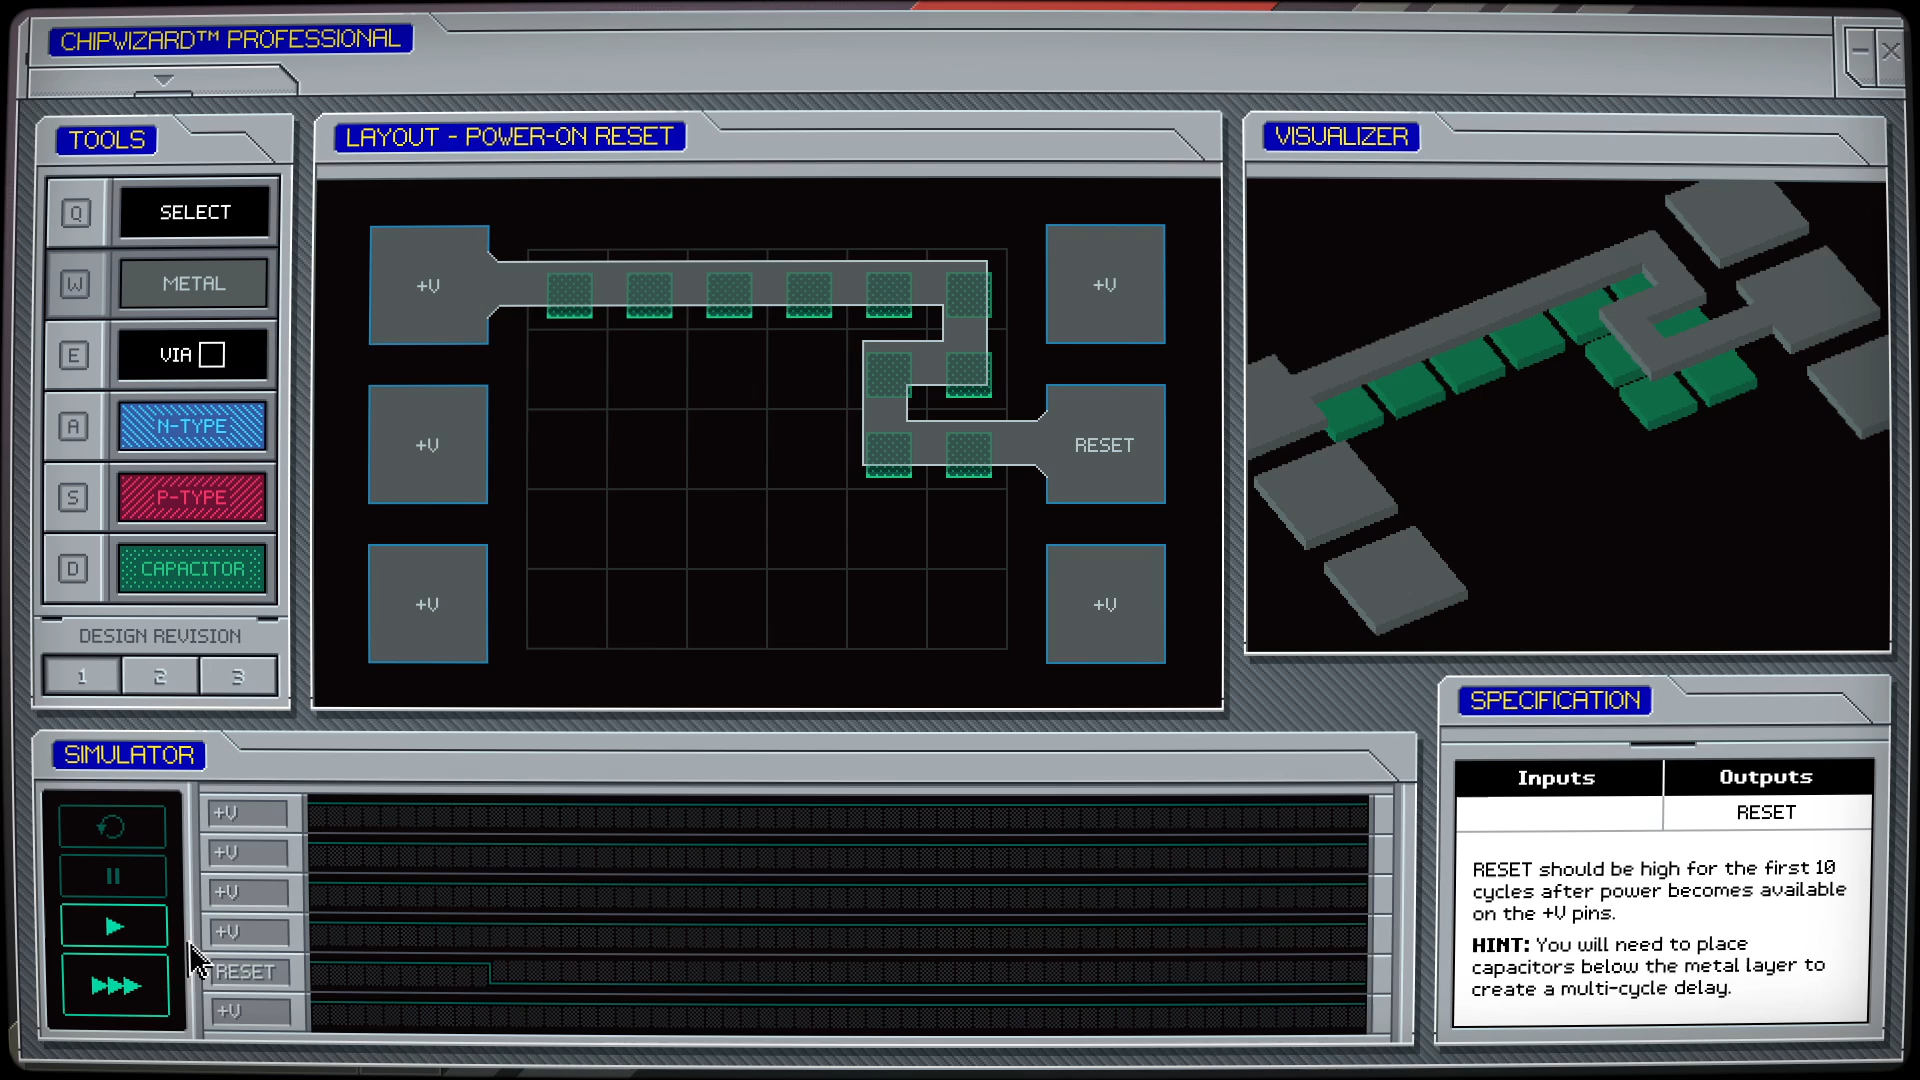 CHIPWIZARD™ PROFESSIONAL
TOOLS
Q SELECT
W METAL
E VIA
A N-TYPE
S P-TYPE
D CAPACITOR
DESIGN REVISION
1 2 3
LAYOUT - POWER-ON RESET
+V +V
+V RESET
+V +V
VISUALIZER
SIMULATOR
+V
+V
+V
+V
RESET
+V
SPECIFICATION
Inputs Outputs
RESET
RESET should be high for the first 10
cycles after power becomes available
on the +V pins.
HINT: You will need to place
capacitors below the metal layer to
create a multi-cycle delay.